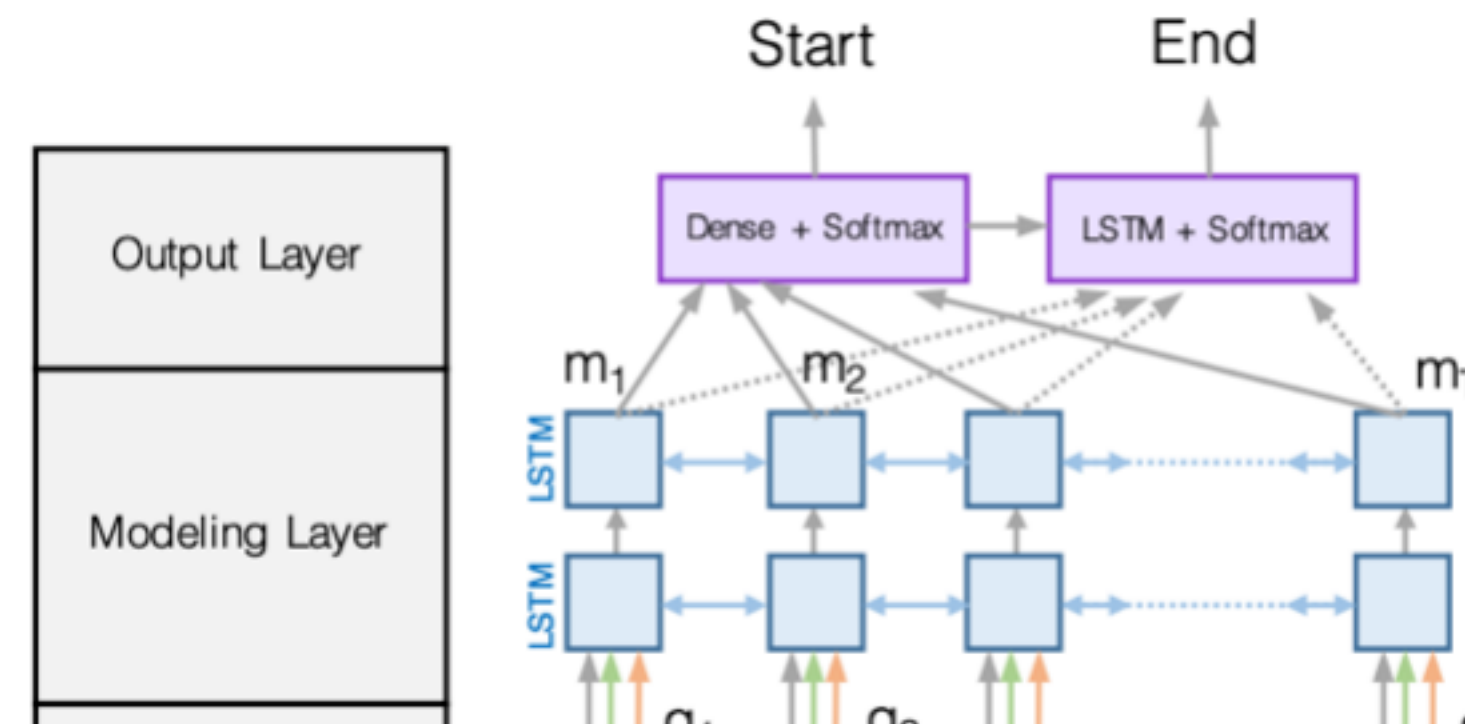 Start
End
Output Layer
Dense + Softmax
LSTM + Softmax
m1
m2
Modeling Layer
LSTM
LSTM